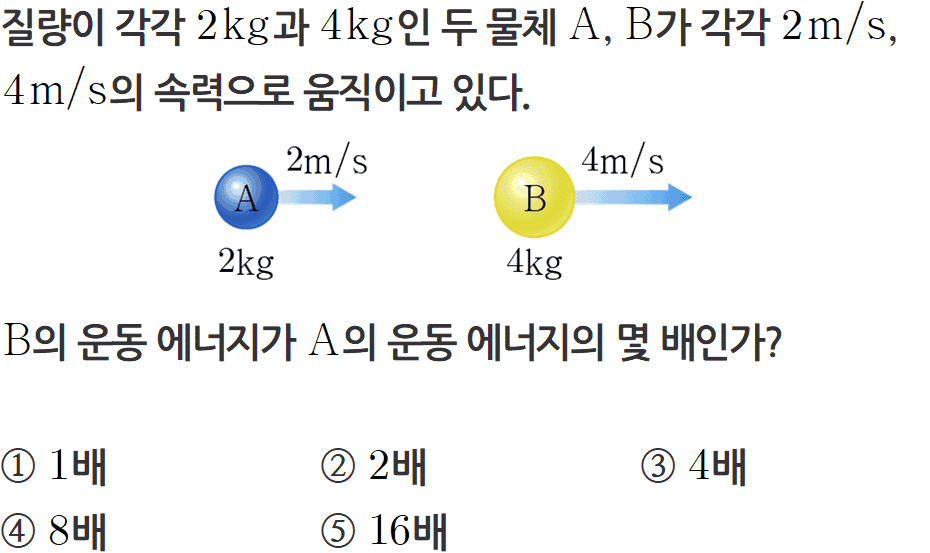 질량이 각각 2kg과 4kg인 두 물체 A, B가 각각 2m/s,
4m/s의 속력으로 움직이고 있다.
2m/s 4m/s
A B
2kg 4kg
B의 운동 에너지가 A의 운동 에너지의 몇 배인가?
① 1배 ② 2배 ③ 4배
④ 8배 ⑤ 16배